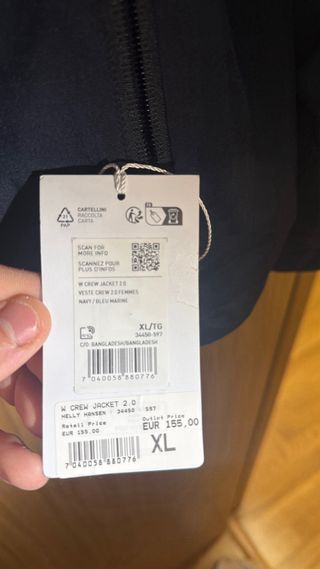 CARTELLINI
RACCOLTA
CARTA
21
PAP
SCAN FOR
MORE INFO
SCANNEZ POUR
PLUS D'INFOS
W CREW JACKET 2.0
VESTE CREW 2.0 FEMMES
NAVY / BLEU MARINE
XL/TG
34450-597
C/O: BANGLADESH/BANGLADESH
7 040058 880776
W CREW JACKET 2.0
HELLY HANSEN 34450 597
Retail Price
EUR 155,00
Outlet Price
EUR 155,00
7 040058 880776
XL